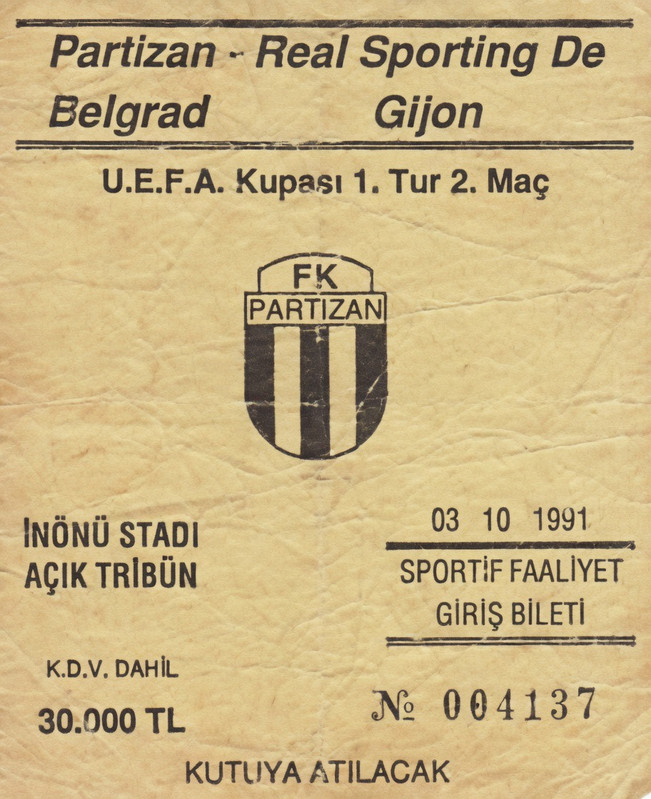 Partizan - Real Sporting De
Belgrad Gijon
U.E.F.A. Kupası 1. Tur 2. Maç
FK
PARTIZAN
İNÖNÜ STADI
AÇIK TRİBÜN
03 10 1991
SPORTİF FAALİYET
GİRİŞ BİLETİ
K.D.V. DAHİL
30.000 TL
№ 004137
KUTUYA ATILACAK